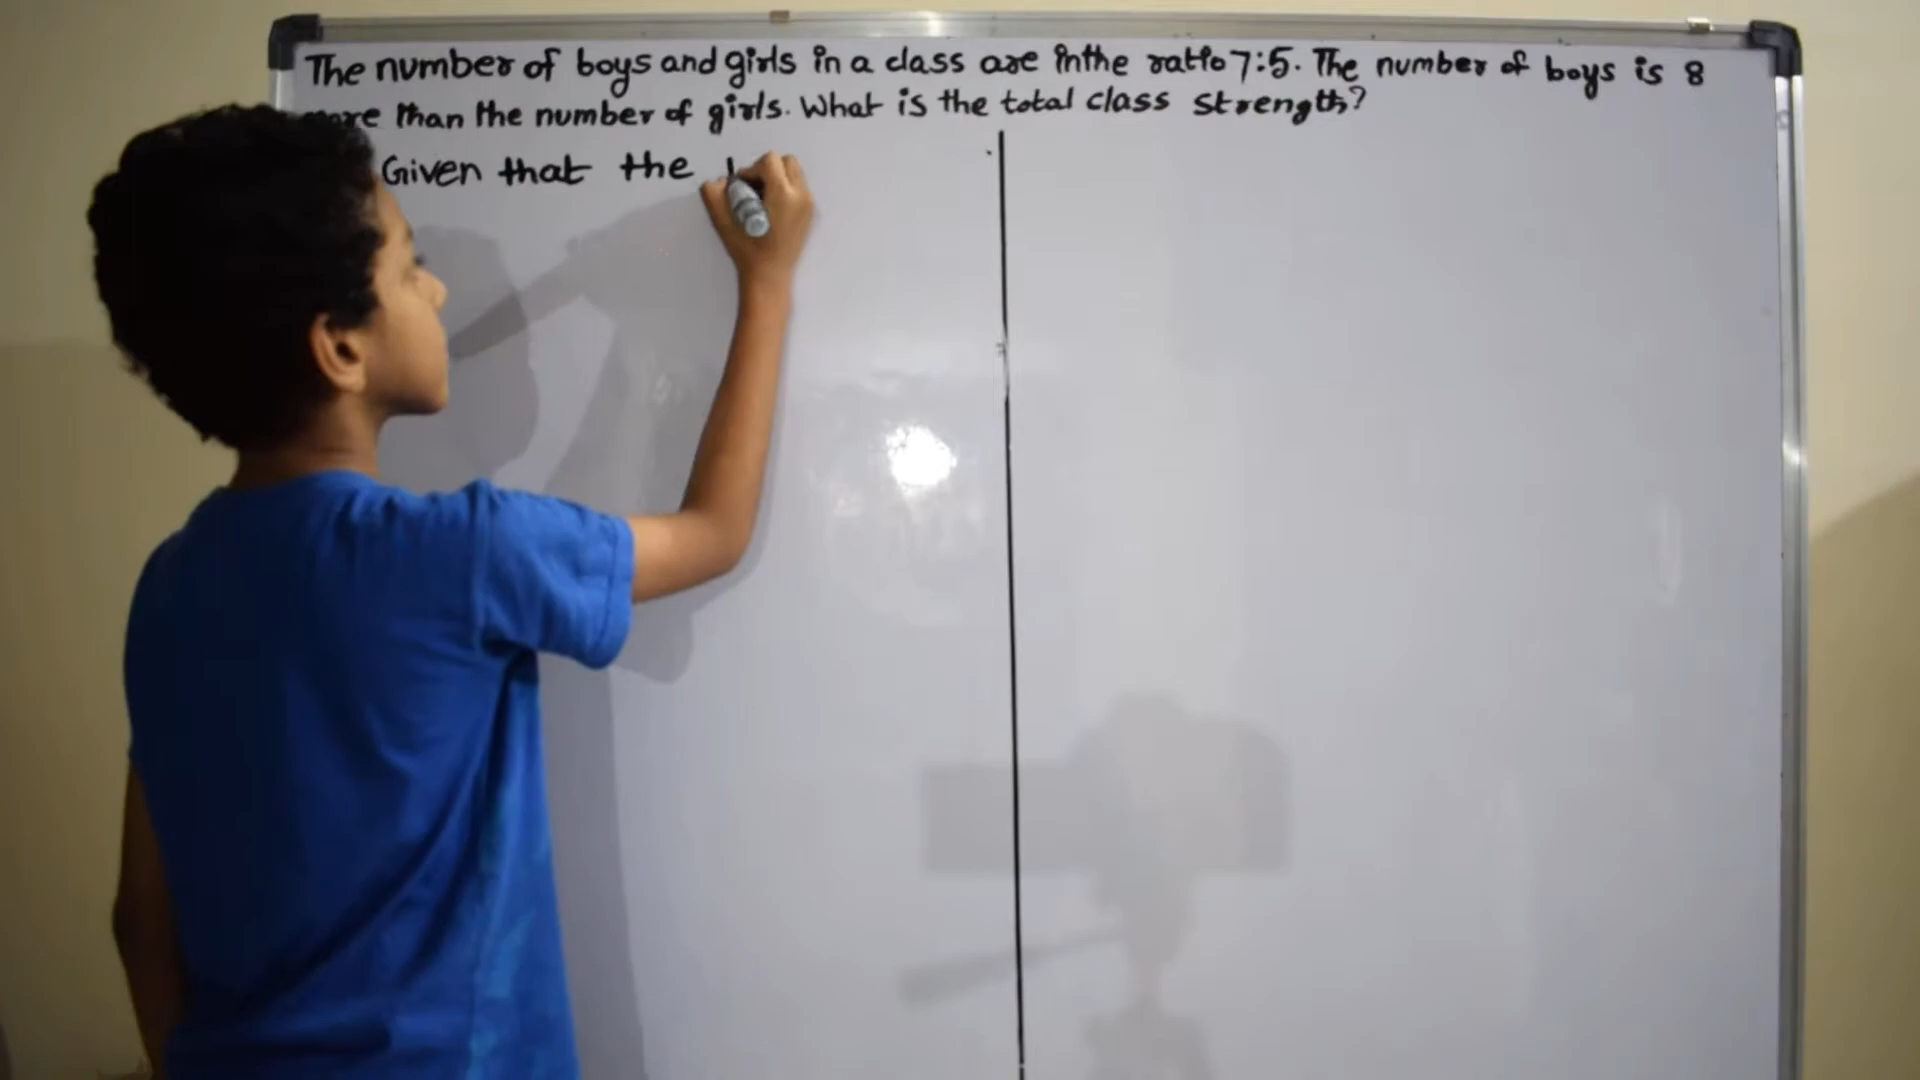 The number of boys and girls in a class are in the ratio 7:5. The number of boys is 8
more than the number of girls. What is the total class strength?
Given that the